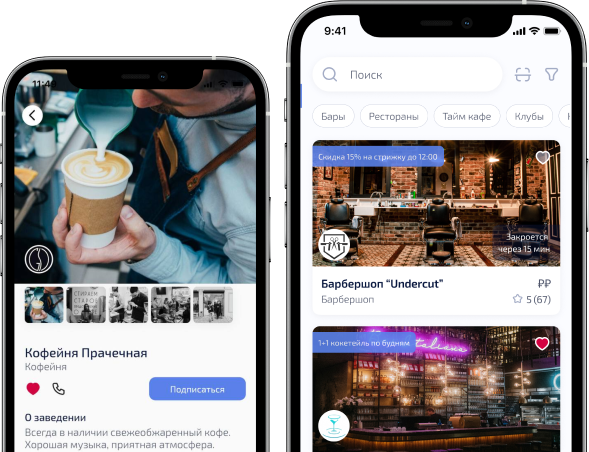 11:46
Кофейня Прачечная
Кофейня
Подписаться
О заведении
Всегда в наличии свежеобжаренный кофе.
Хорошая музыка, приятная атмосфера.
9:41
Поиск
Бары
Рестораны
Тайм кафе
Клубы
Скидка 15% на стрижку до 12:00
Закроется
через 15 мин
Барбершоп “Undercut”
₽₽
Барбершоп
5 (67)
1+1 кокетейль по будням